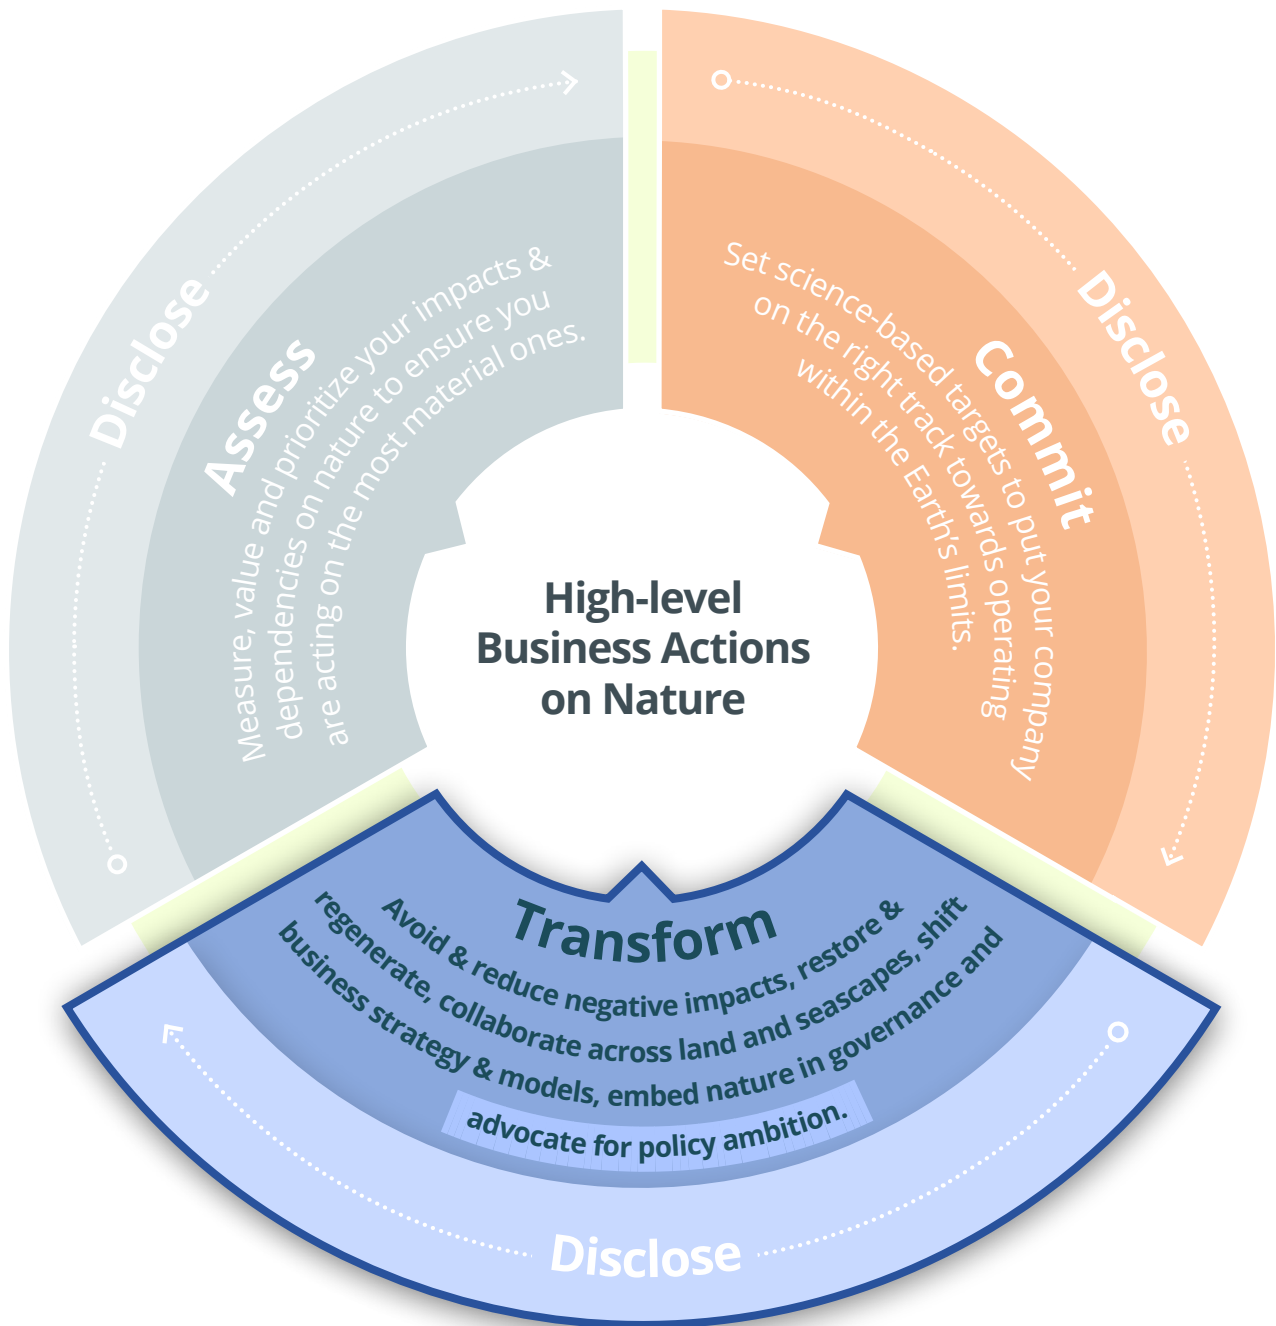 High-level
Business Actions
on Nature
Disclose
Assess
Measure, value and prioritize your impacts &
dependencies on nature to ensure you
are acting on the most material ones.
Disclose
Commit
Set science-based targets to put your company
on the right track towards operating
within the Earth's limits.
Transform
Avoid & reduce negative impacts, restore &
regenerate, collaborate across land and seascapes, shift
business strategy & models, embed nature in governance and
advocate for policy ambition.
Disclose